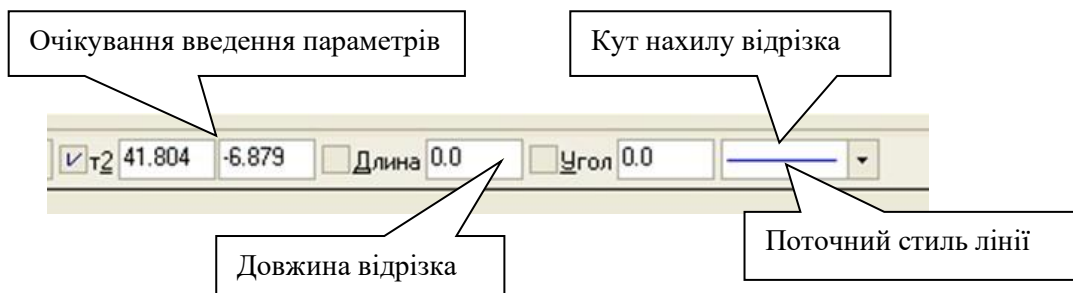 Очікування введення параметрів
Кут нахилу відрізка
т2 41.804 -6.879 Длина 0.0 Угол 0.0
Довжина відрізка
Поточний стиль лінії